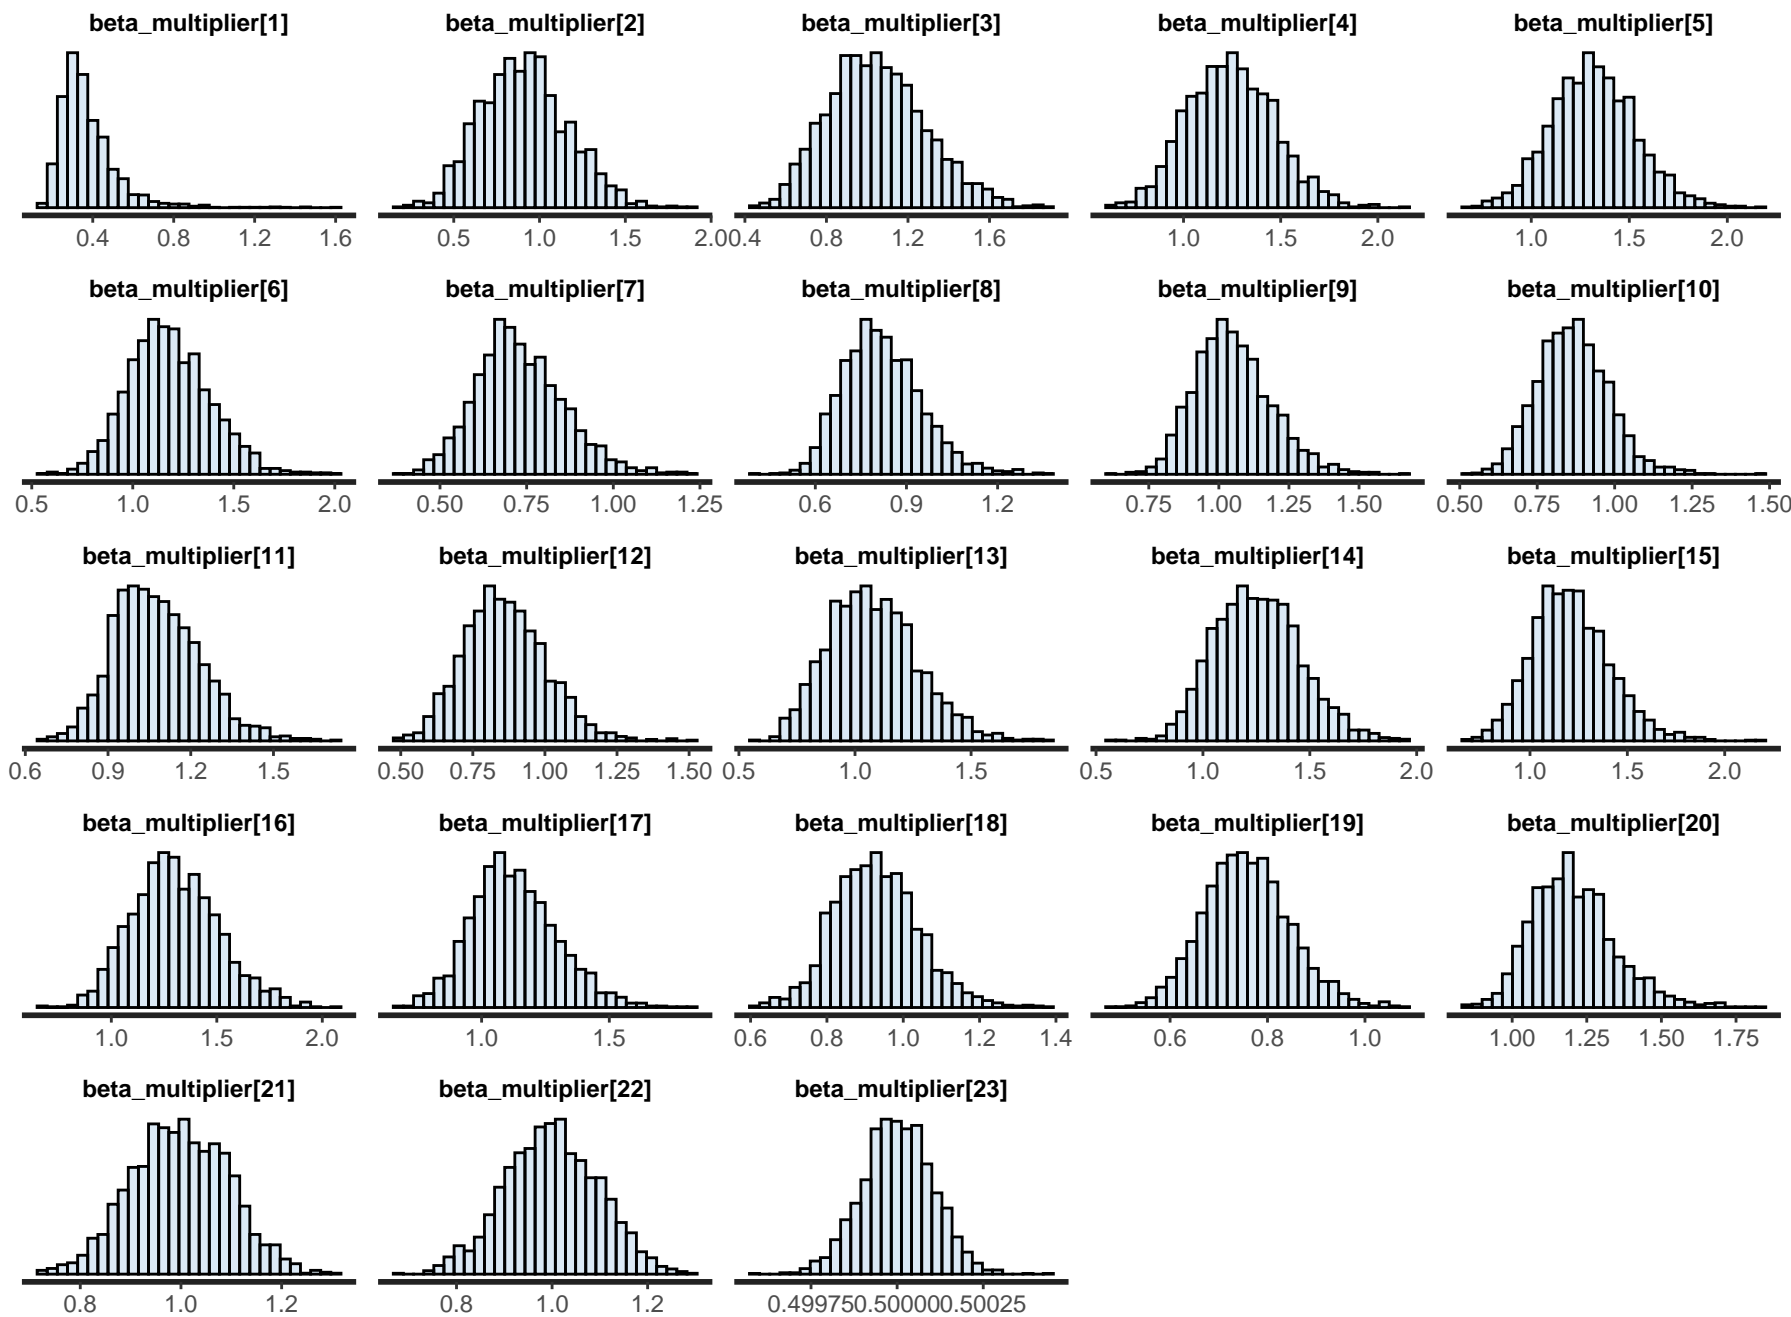 beta_multiplier[1] beta_multiplier[2] beta_multiplier[3] beta_multiplier[4] beta_multiplier[5]
0.4 0.8 1.2 1.6 0.5 1.0 1.5 2.0 0.4 0.8 1.2 1.6 1.0 1.5 2.0 1.0 1.5 2.0
beta_multiplier[6] beta_multiplier[7] beta_multiplier[8] beta_multiplier[9] beta_multiplier[10]
0.5 1.0 1.5 2.0 0.50 0.75 1.00 1.25 0.6 0.9 1.2 0.75 1.00 1.25 1.50 0.50 0.75 1.00 1.25 1.50
beta_multiplier[11] beta_multiplier[12] beta_multiplier[13] beta_multiplier[14] beta_multiplier[15]
0.6 0.9 1.2 1.5 0.50 0.75 1.00 1.25 1.50 0.5 1.0 1.5 0.5 1.0 1.5 2.0 1.0 1.5 2.0
beta_multiplier[16] beta_multiplier[17] beta_multiplier[18] beta_multiplier[19] beta_multiplier[20]
1.0 1.5 2.0 1.0 1.5 0.6 0.8 1.0 1.2 1.4 0.6 0.8 1.0 1.00 1.25 1.50 1.75
beta_multiplier[21] beta_multiplier[22] beta_multiplier[23]
0.8 1.0 1.2 0.8 1.0 1.2 0.49975 0.50000 0.50025